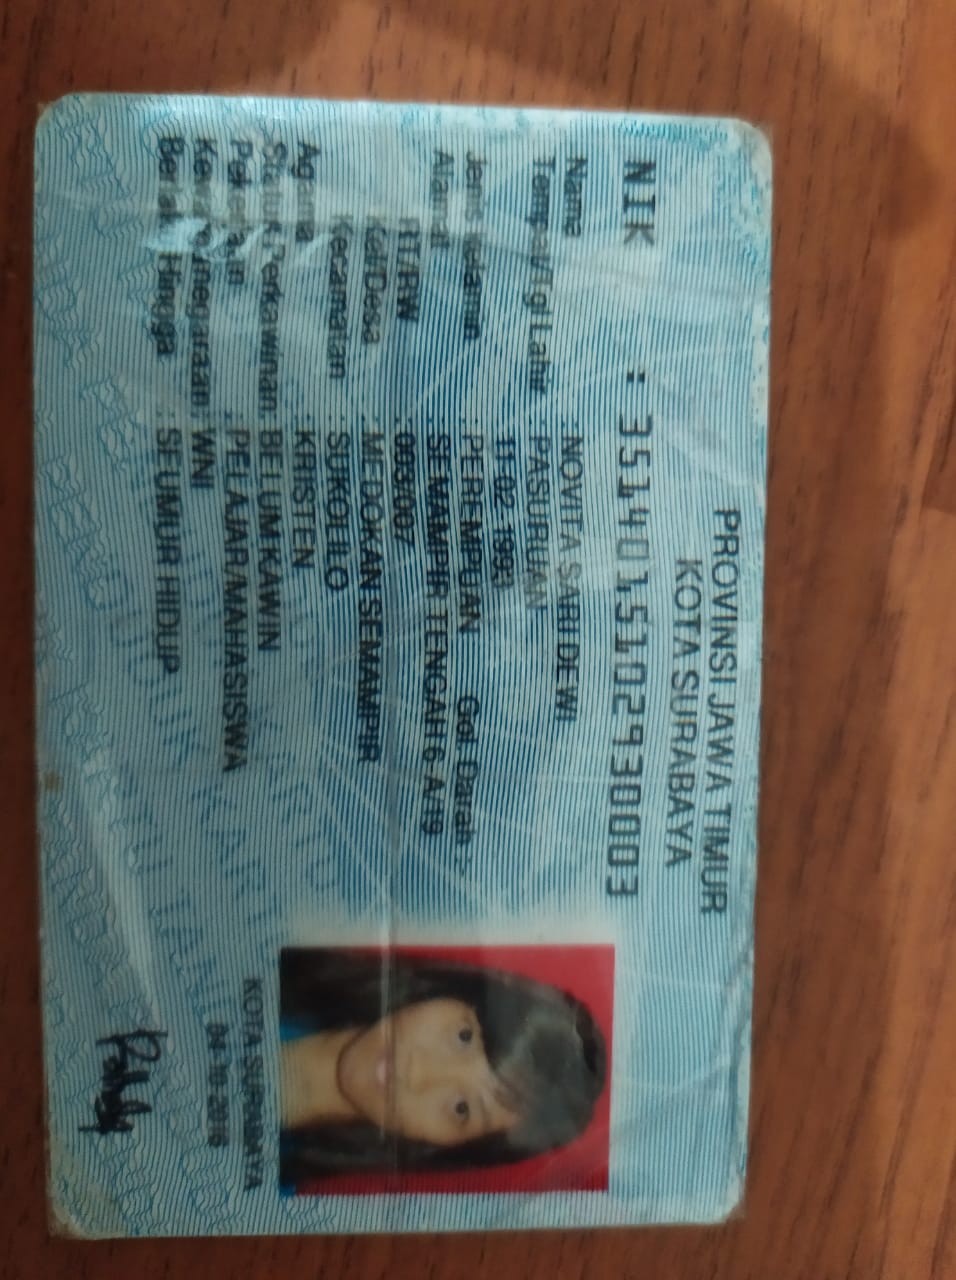 PROVINSI JAWA TIMUR
KOTA SURABAYA
NIK : 3514015102930003
Nama : NOVITA SARI DEWI
Tempat/Tgl Lahir : PASURUAN
11-02-1993
Jenis Kelamin : PEREMPUAN Gol. Darah : -
Alamat : SEMAMPIR TENGAH 6-A/19
RT/RW : 003/007
Kel/Desa : MEDOKAN SEMAMPIR
Kecamatan : SUKOLILO
Agama : KRISTEN
Status Perkawinan : BELUM KAWIN
Pekerjaan : PELAJAR/MAHASISWA
Kewarganegaraan : WNI
Berlaku Hingga : SEUMUR HIDUP
KOTA SURABAYA
04-10-2016